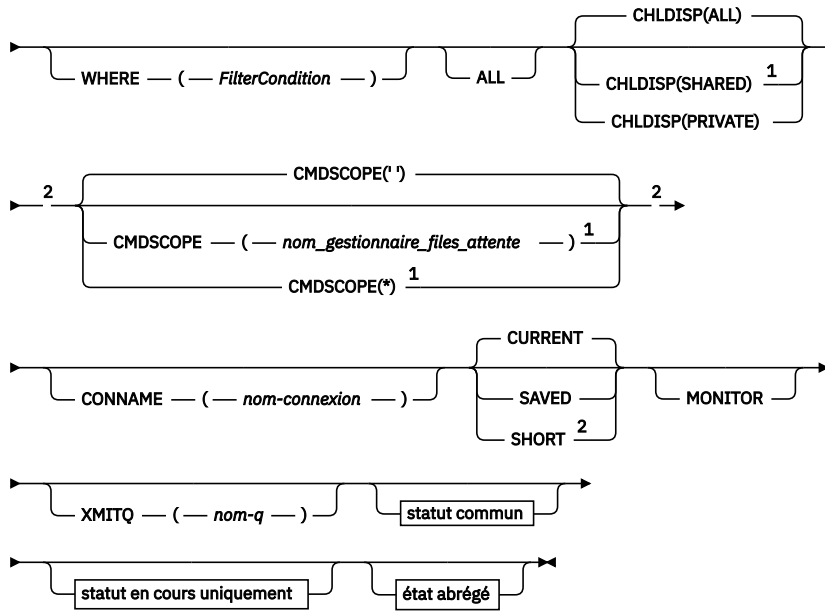 CHLDISP(ALL)
WHERE ( FilterCondition ) ALL CHLDISP(SHARED) 1
CHLDISP(PRIVATE)
2 CMDSCOPE(' ') 2
CMDSCOPE ( nom_gestionnaire_files_attente ) 1
CMDSCOPE(*) 1
CURRENT
CONNAME ( nom-connexion ) SAVED MONITOR
SHORT 2
XMITQ ( nom-q ) statut commun
statut en cours uniquement état abrégé